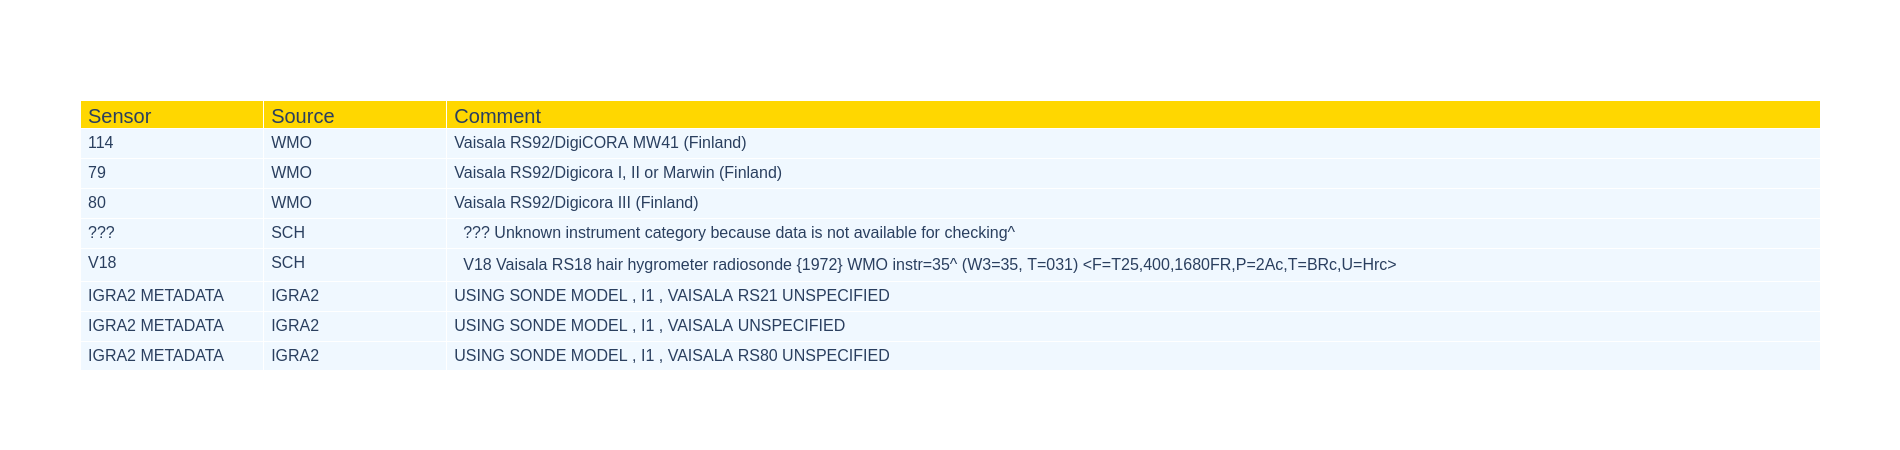 Sensor Source Comment
114 WMO Vaisala RS92/DigiCORA MW41 (Finland)
79 WMO Vaisala RS92/Digicora I, II or Marwin (Finland)
80 WMO Vaisala RS92/Digicora III (Finland)
??? SCH ??? Unknown instrument category because data is not available for checking^
V18 SCH V18 Vaisala RS18 hair hygrometer radiosonde {1972} WMO instr=35^ (W3=35, T=031) <F=T25,400,1680FR,P=2Ac,T=BRc,U=Hrc>
IGRA2 METADATA IGRA2 USING SONDE MODEL , I1 , VAISALA RS21 UNSPECIFIED
IGRA2 METADATA IGRA2 USING SONDE MODEL , I1 , VAISALA UNSPECIFIED
IGRA2 METADATA IGRA2 USING SONDE MODEL , I1 , VAISALA RS80 UNSPECIFIED